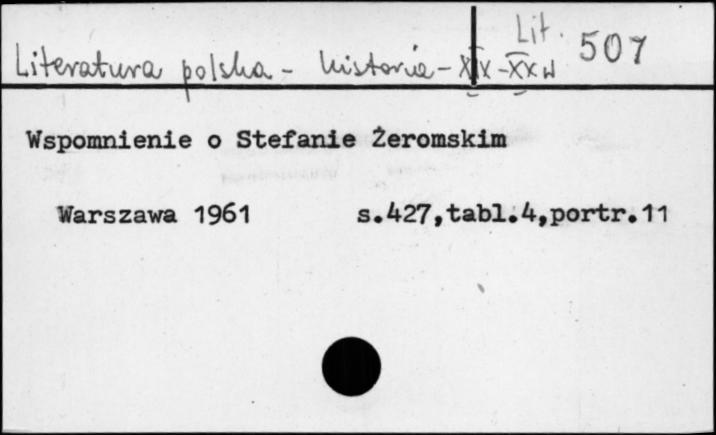 Lit. 507
Literatura polska - historia - XIX-XX w
Wspomnienie o Stefanie Żeromskim
Warszawa 1961 s.427,tabl.4,portr.11